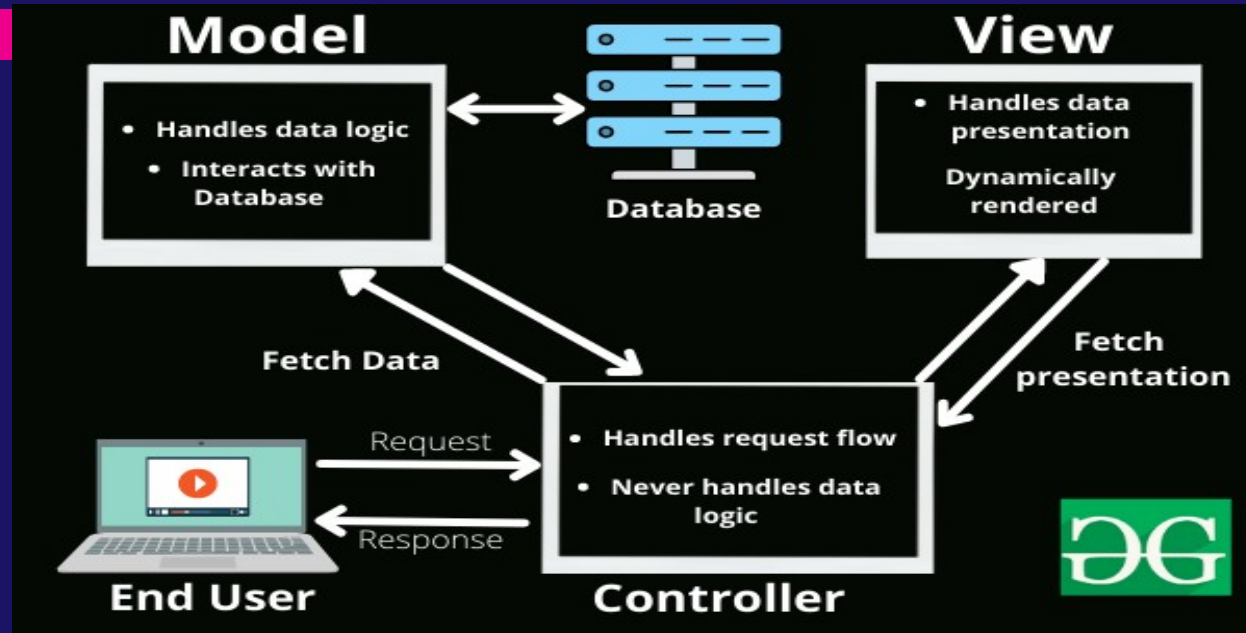 Model
View
• Handles data logic
• Interacts with
Database
Database
• Handles data
presentation
Dynamically
rendered
Fetch Data
Fetch
presentation
Request
Response
• Handles request flow
• Never handles data
logic
End User
Controller